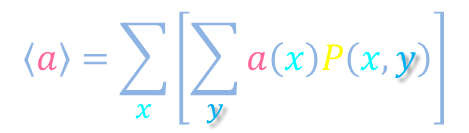 ⟨a⟩ = ∑_x [ ∑_y a(x)P(x, y) ]